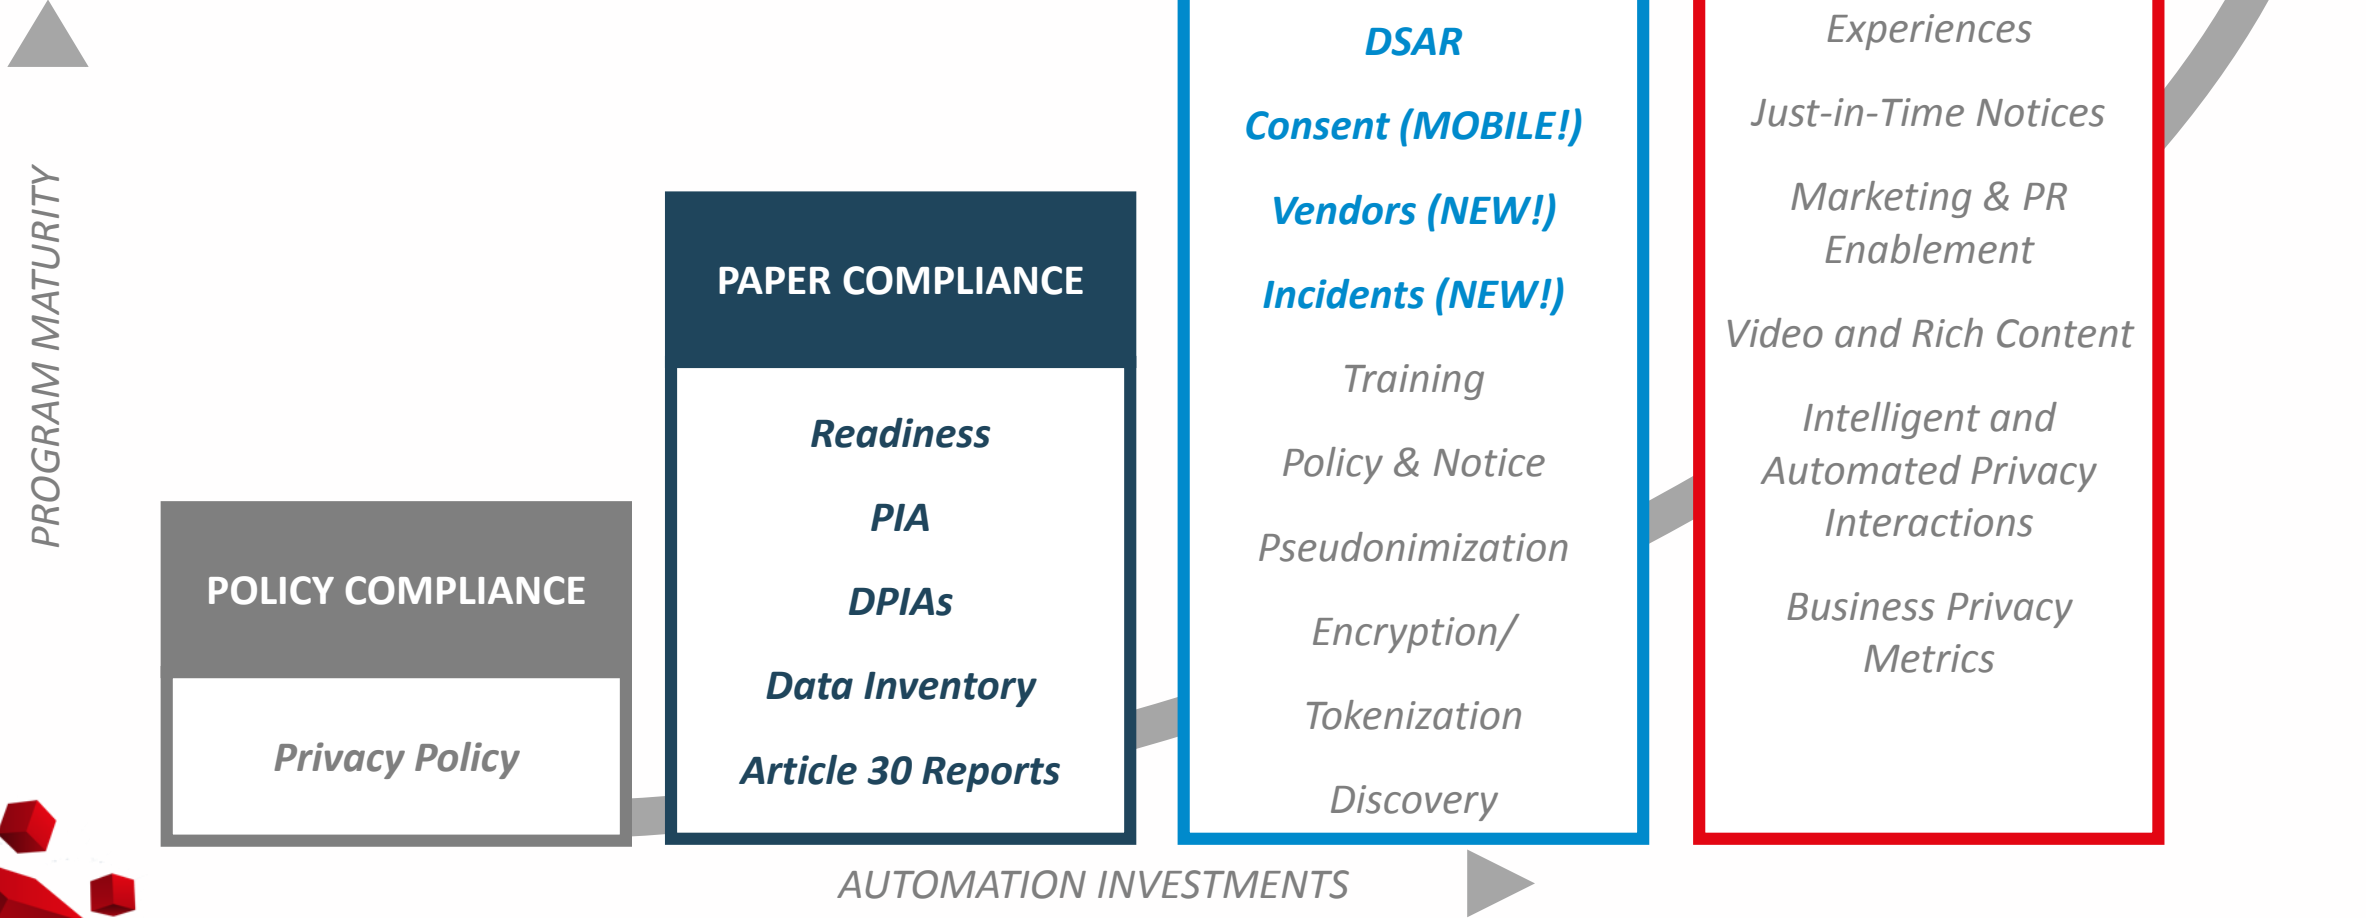 PROGRAM MATURITY
POLICY COMPLIANCE
Privacy Policy
PAPER COMPLIANCE
Readiness
PIA
DPIAs
Data Inventory
Article 30 Reports
DSAR
Consent (MOBILE!)
Vendors (NEW!)
Incidents (NEW!)
Training
Policy & Notice
Pseudonimization
Encryption/
Tokenization
Discovery
Experiences
Just-in-Time Notices
Marketing & PR
Enablement
Video and Rich Content
Intelligent and
Automated Privacy
Interactions
Business Privacy
Metrics
AUTOMATION INVESTMENTS